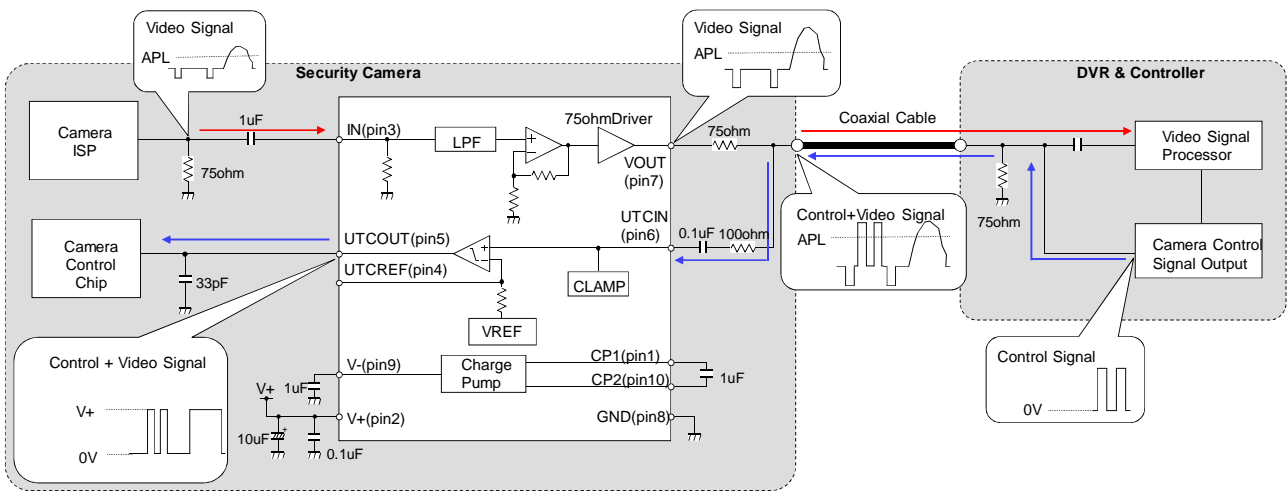 Video Signal
APL
Video Signal
APL
Security Camera
DVR & Controller
Camera
ISP
1uF
75ohm
IN(pin3)
LPF
75ohmDriver
VOUT
(pin7)
75ohm
Coaxial Cable
Video Signal
Processor
75ohm
Camera
Control
Chip
33pF
UTCOUT(pin5)
UTCREF(pin4)
VREF
CLAMP
UTCIN
(pin6)
0.1uF
100ohm
Control+Video Signal
APL
Camera Control
Signal Output
Control + Video Signal
V+
0V
V-(pin9)
1uF
Charge
Pump
CP1(pin1)
CP2(pin10)
1uF
V+
V+(pin2)
10uF
+
0.1uF
GND(pin8)
Control Signal
0V